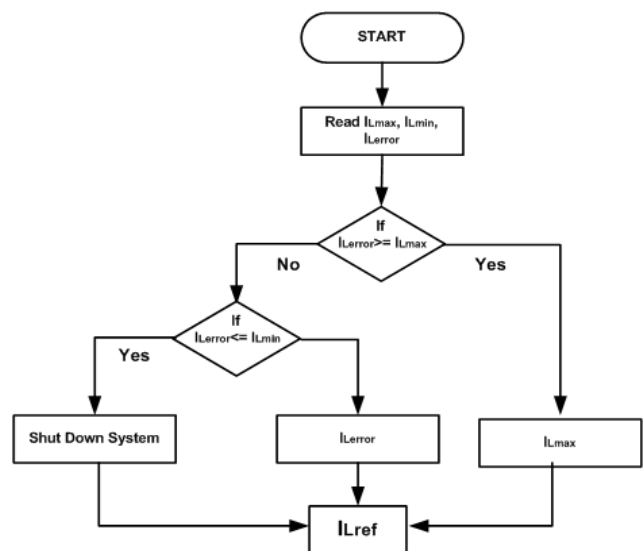 START
Read ILmax, ILmin,
ILerror
If
ILerror>= ILmax
No
Yes
If
ILerror<= ILmin
Yes
Shut Down System
ILerror
ILmax
ILref